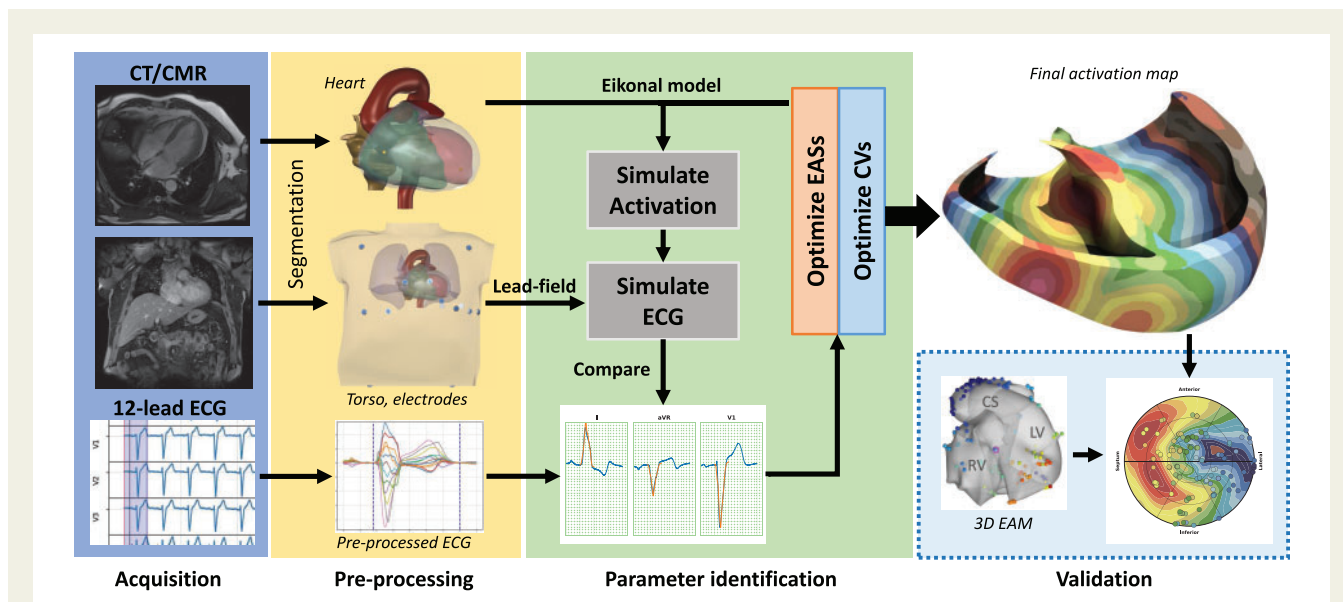 CT/CMR
12-lead ECG
V1
V2
V3
Acquisition
Segmentation
Heart
Torso, electrodes
Pre-processed ECG
Pre-processing
Lead-field
Eikonal model
Simulate
Activation
Simulate
ECG
Compare
I
aVR
V1
Optimize EASs
Optimize CVs
Parameter identification
Final activation map
CS
LV
RV
3D EAM
Anterior
Septum
Lateral
Inferior
Validation